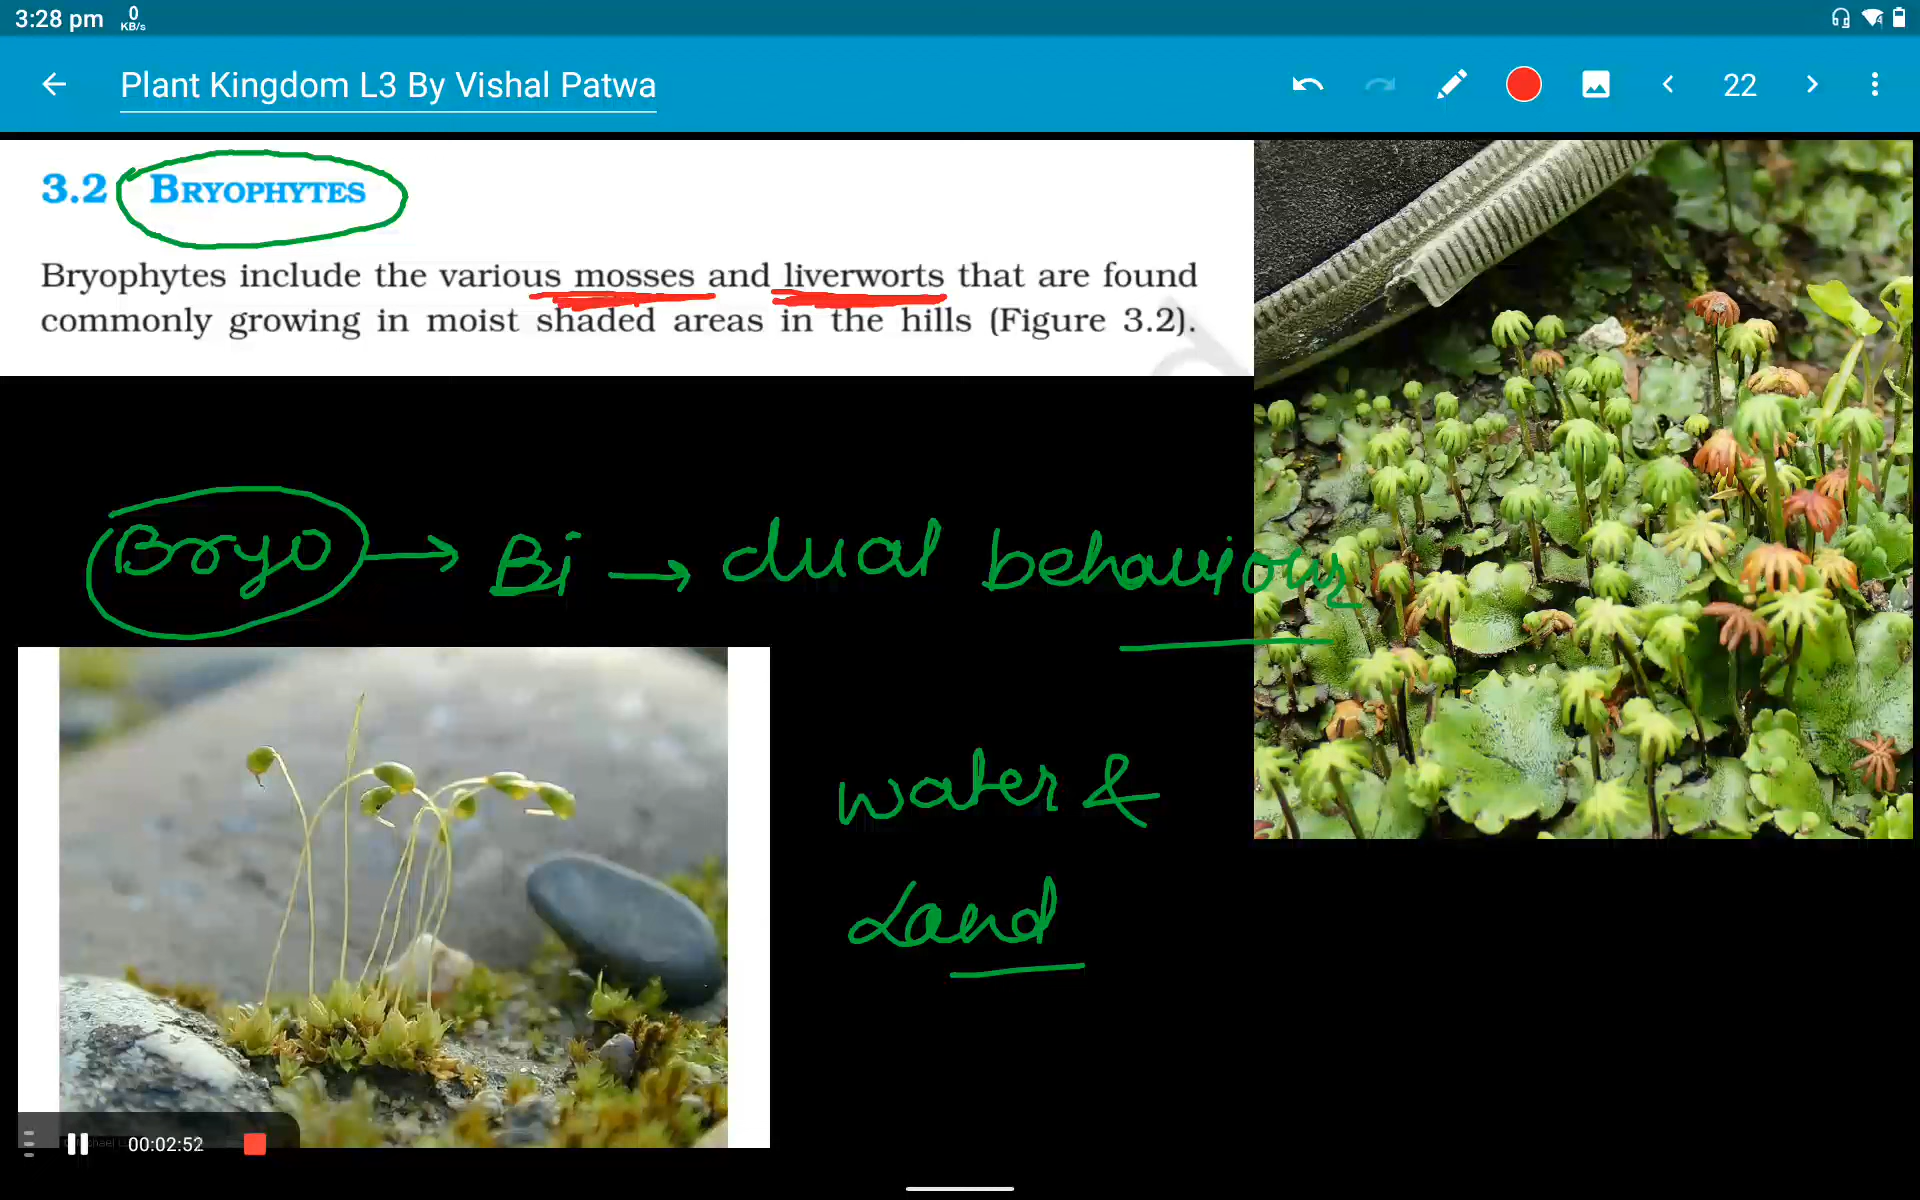 3:28 pm 0 KB/s
Plant Kingdom L3 By Vishal Patwa 22
3.2 BRYOPHYTES
Bryophytes include the various mosses and liverworts that are found
commonly growing in moist shaded areas in the hills (Figure 3.2).
Bryo → Bi → dual behaviour
water &
Land
00:02:52